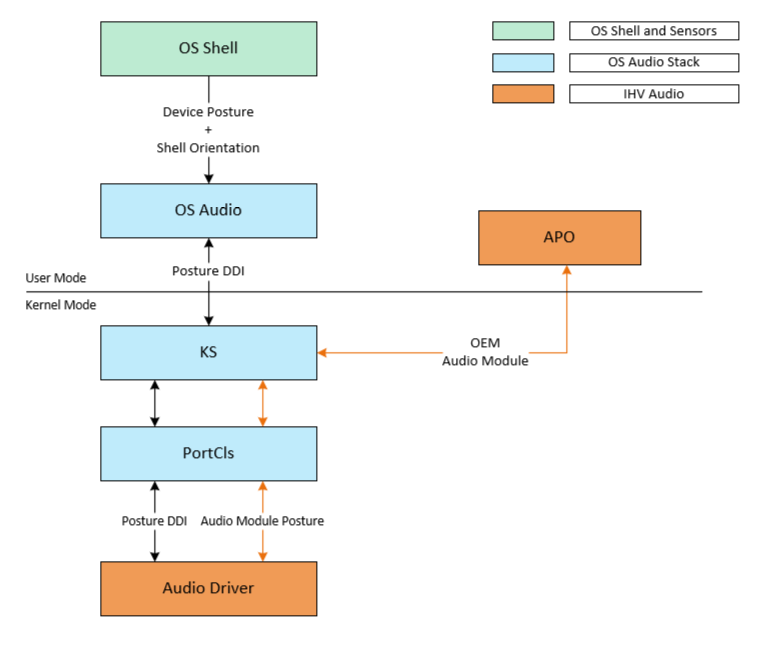 OS Shell
OS Shell and Sensors
OS Audio Stack
IHV Audio
Device Posture
+
Shell Orientation
OS Audio
APO
Posture DDI
User Mode
Kernel Mode
KS
OEM
Audio Module
PortCls
Posture DDI
Audio Module Posture
Audio Driver